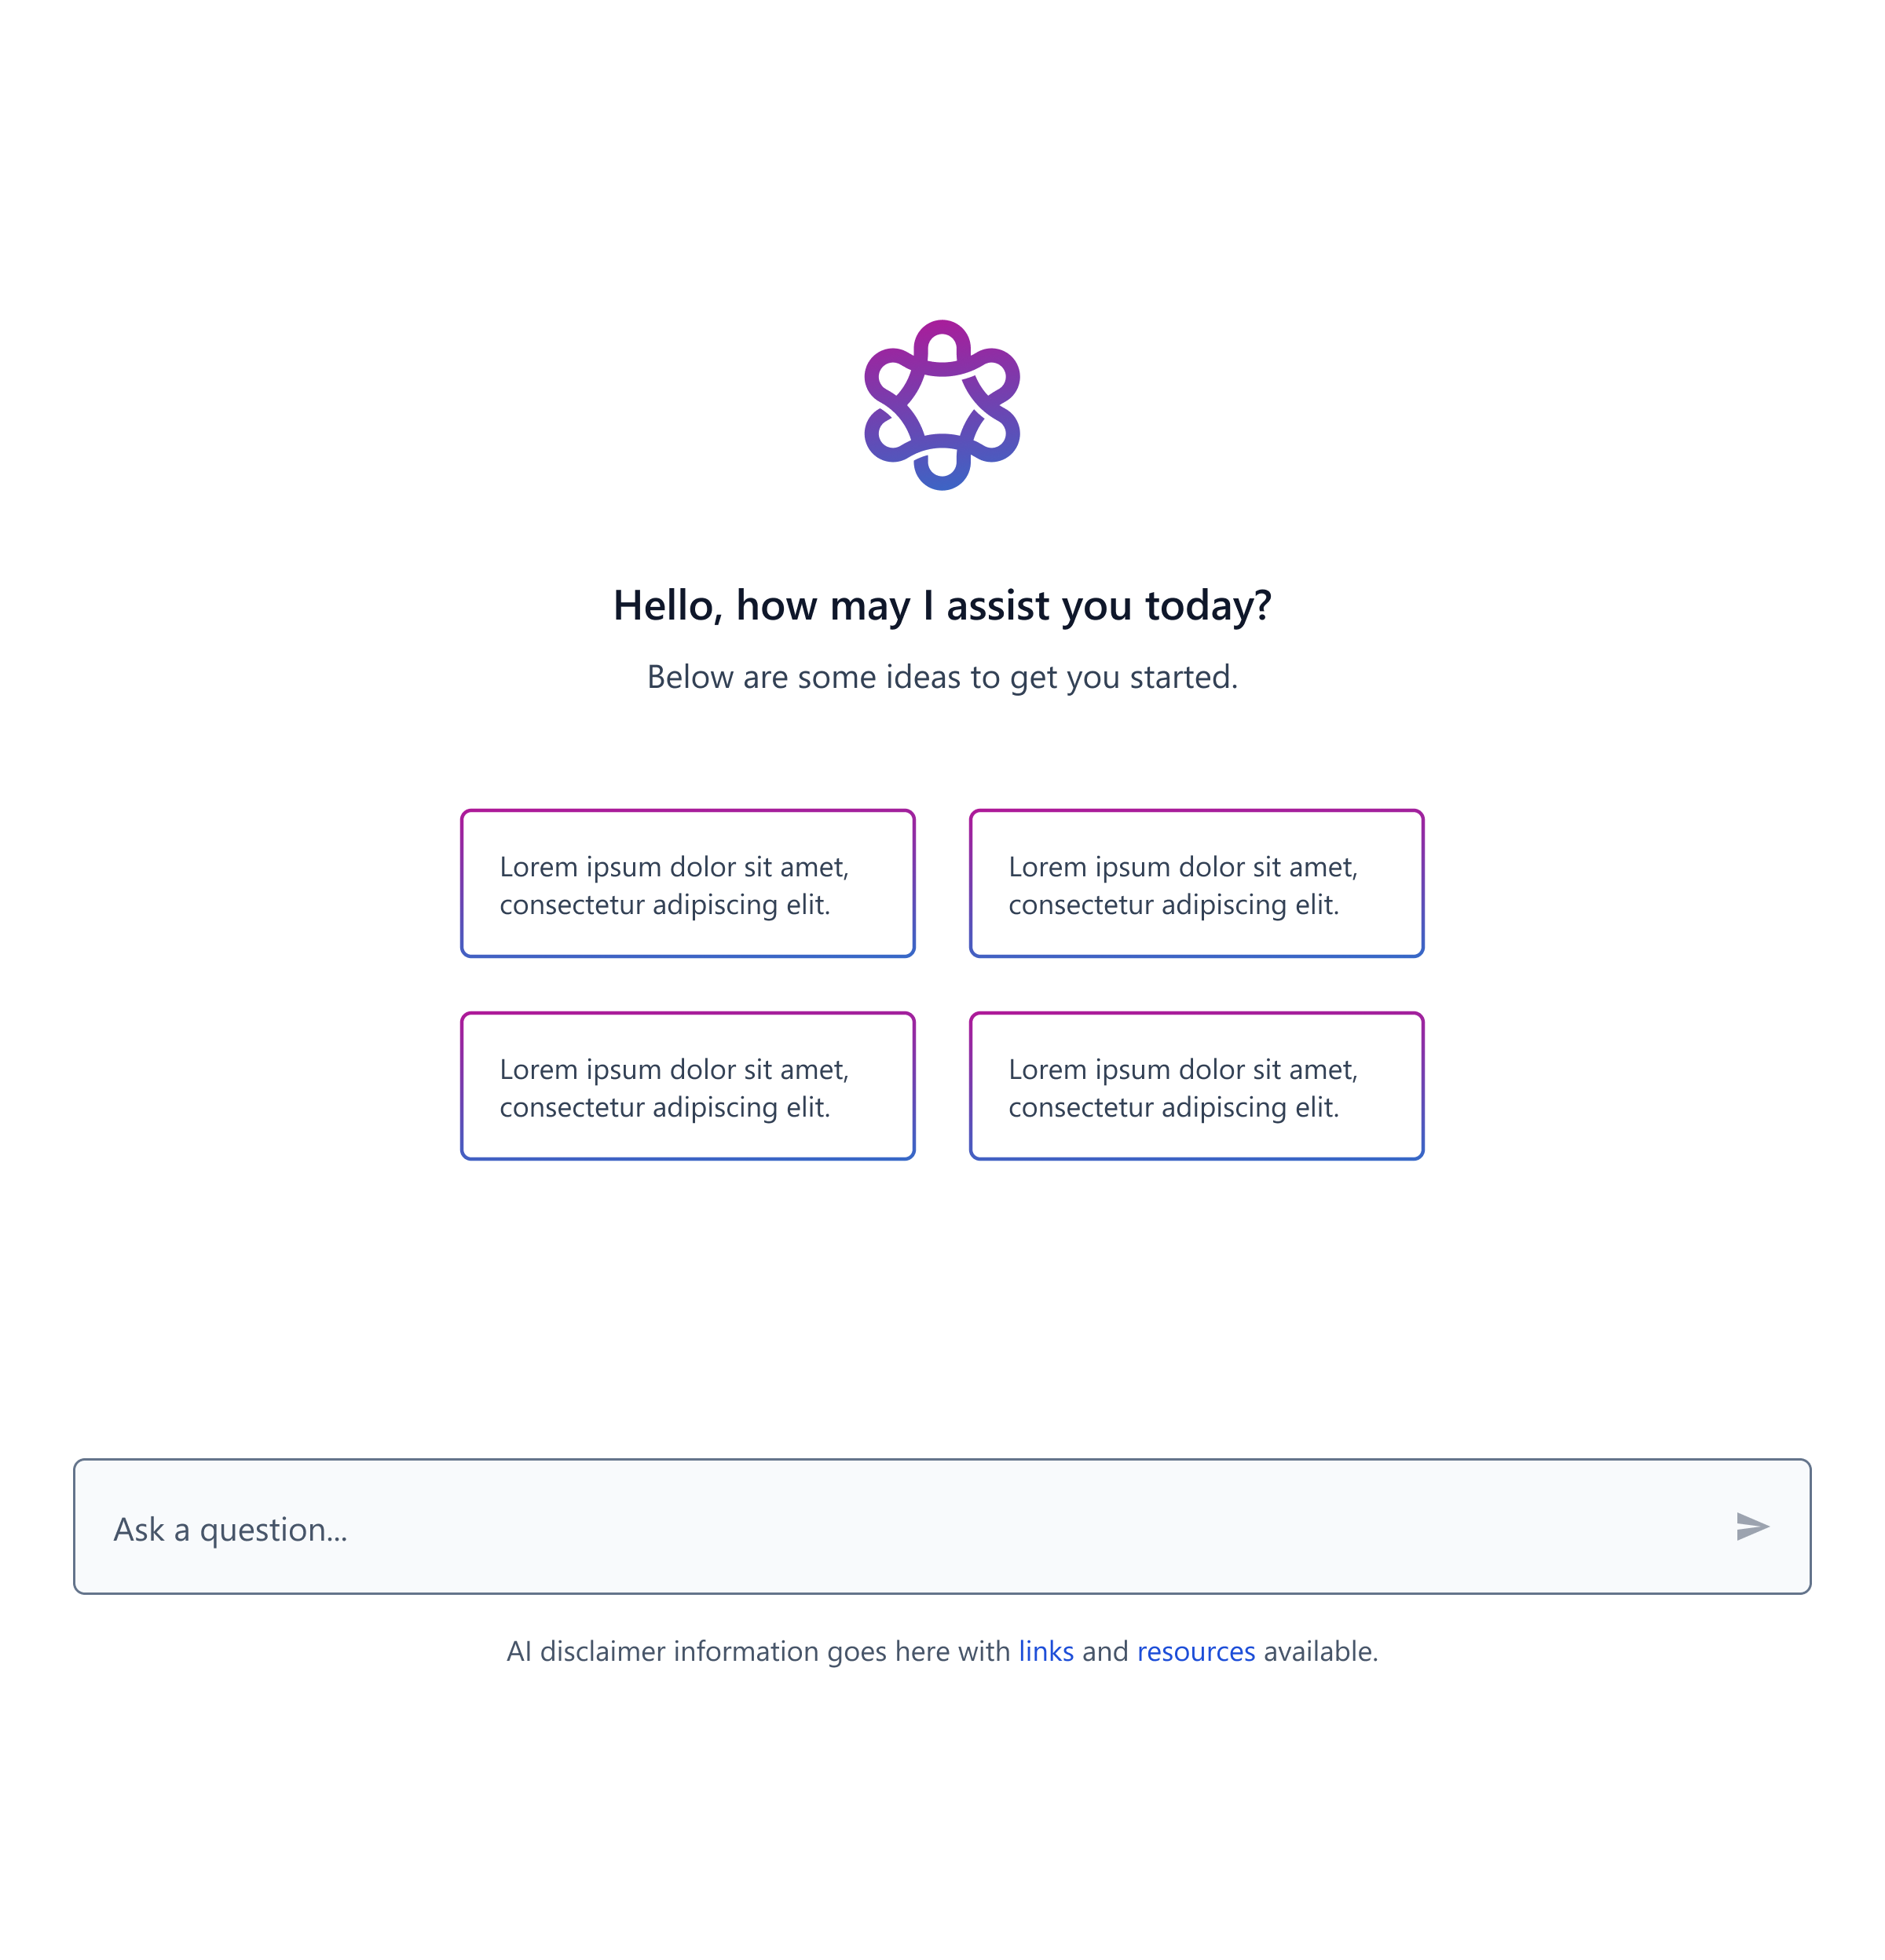 Hello, how may I assist you today?
Below are some ideas to get you started.
Lorem ipsum dolor sit amet,
consectetur adipiscing elit.
Lorem ipsum dolor sit amet,
consectetur adipiscing elit.
Lorem ipsum dolor sit amet,
consectetur adipiscing elit.
Lorem ipsum dolor sit amet,
consectetur adipiscing elit.
Ask a question...
AI disclaimer information goes here with links and resources available.